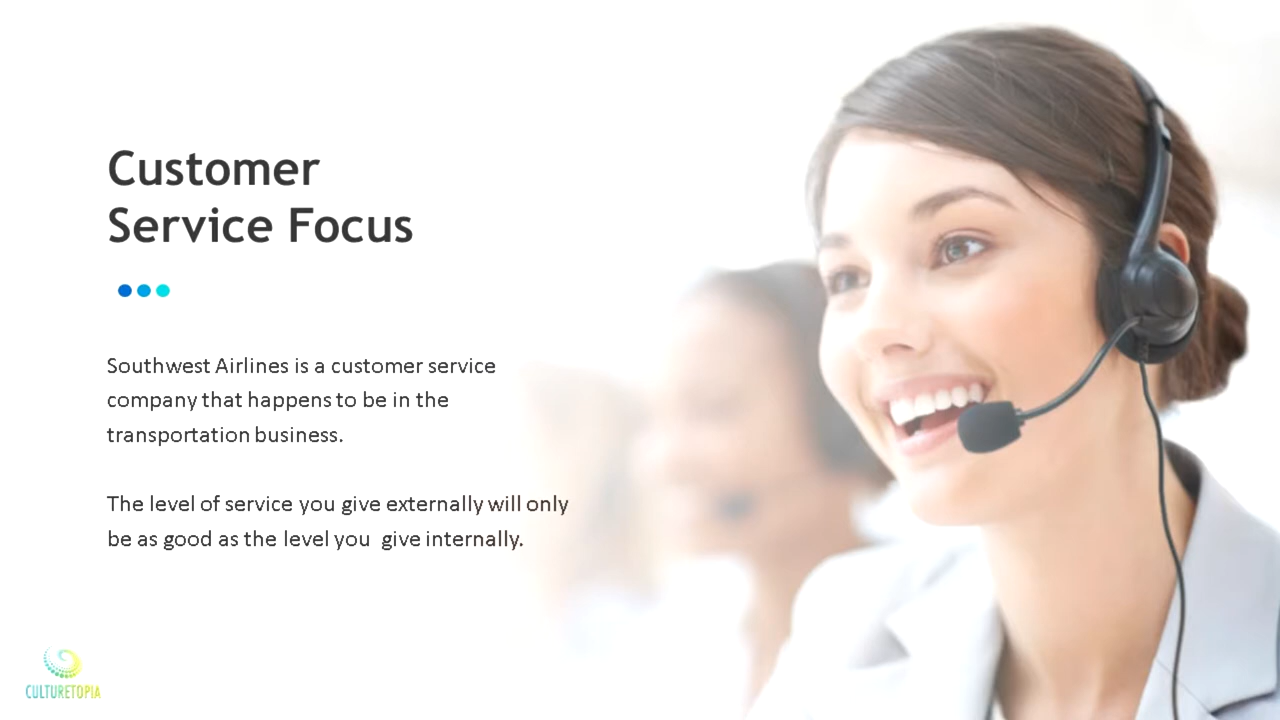 Customer
Service Focus
Southwest Airlines is a customer service
company that happens to be in the
transportation business.
The level of service you give externally will only
be as good as the level you  give internally.
CULTURETOPIA